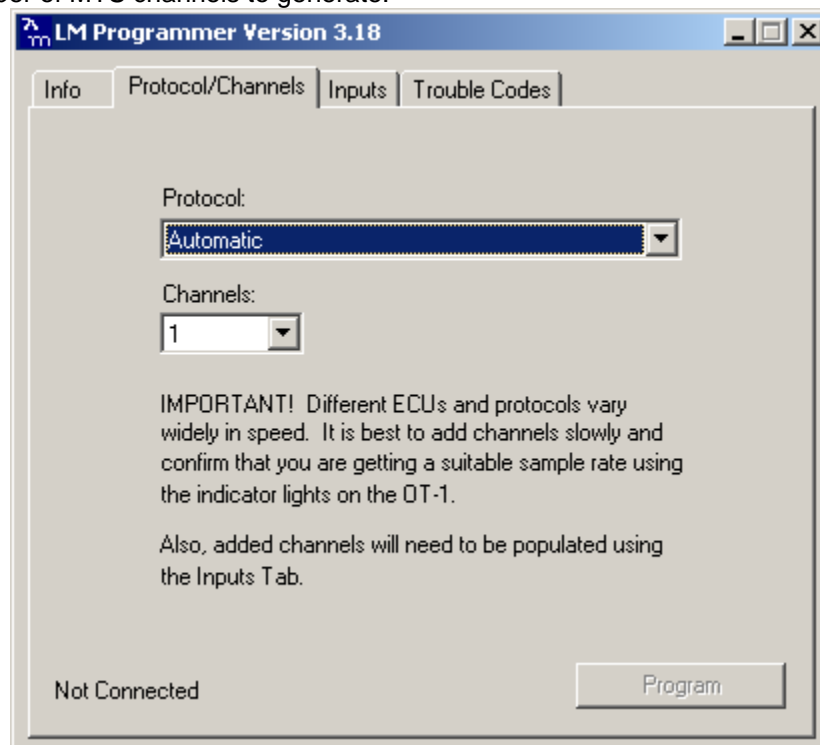 LM Programmer Version 3.18
Info Protocol/Channels Inputs Trouble Codes
Protocol:
Automatic
Channels:
1
IMPORTANT! Different ECUs and protocols vary
widely in speed. It is best to add channels slowly and
confirm that you are getting a suitable sample rate using
the indicator lights on the OT-1.
Also, added channels will need to be populated using
the Inputs Tab.
Not Connected
Program